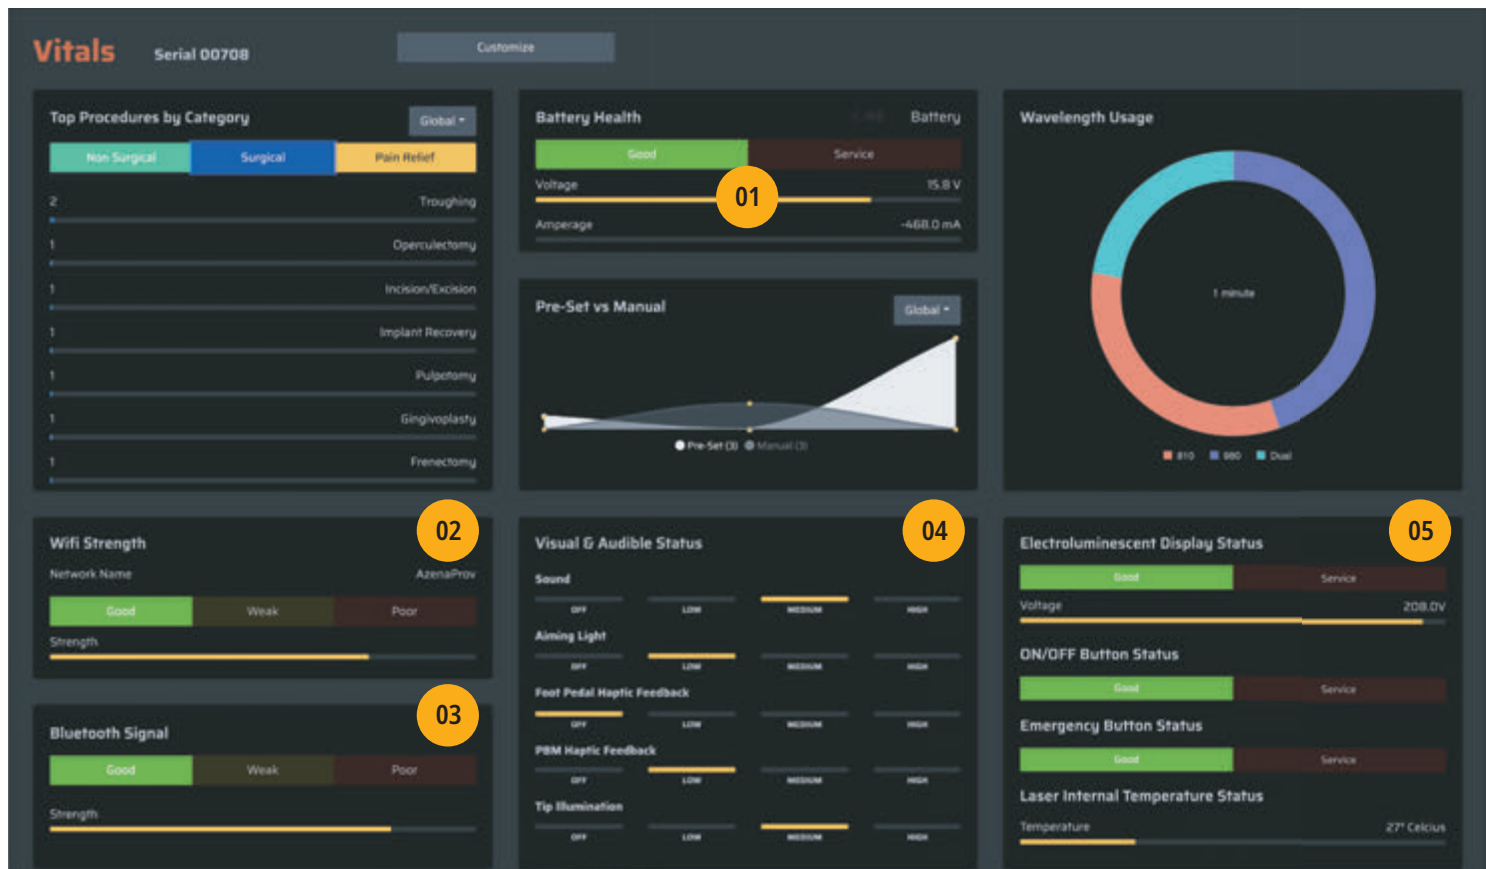 Vitals
Serial 00708
Customize
Top Procedures by Category
Global
Non Surgical
Surgical
Pain Relief
2 Troughing
1 Operculectomy
1 Incision/Excision
1 Implant Recovery
1 Pulpotomy
1 Gingivoplasty
1 Frenectomy
Battery Health
Battery
Good
Service
Voltage 15.8 V
01
Amperage -468.0 mA
Pre-Set vs Manual
Global
Pre-Set (3) Manual (3)
Wavelength Usage
1 minute
810 980 Dual
02
Wifi Strength
Network Name AzenaProv
Good Weak Poor
Strength
03
Bluetooth Signal
Good Weak Poor
Strength
04
Visual & Audible Status
Sound
OFF LOW MEDIUM HIGH
Aiming Light
OFF LOW MEDIUM HIGH
Foot Pedal Haptic Feedback
OFF LOW MEDIUM HIGH
PBM Haptic Feedback
OFF LOW MEDIUM HIGH
Tip Illumination
OFF LOW MEDIUM HIGH
05
Electroluminescent Display Status
Good Service
Voltage 208.0V
ON/OFF Button Status
Good Service
Emergency Button Status
Good Service
Laser Internal Temperature Status
Temperature 27° Celcius